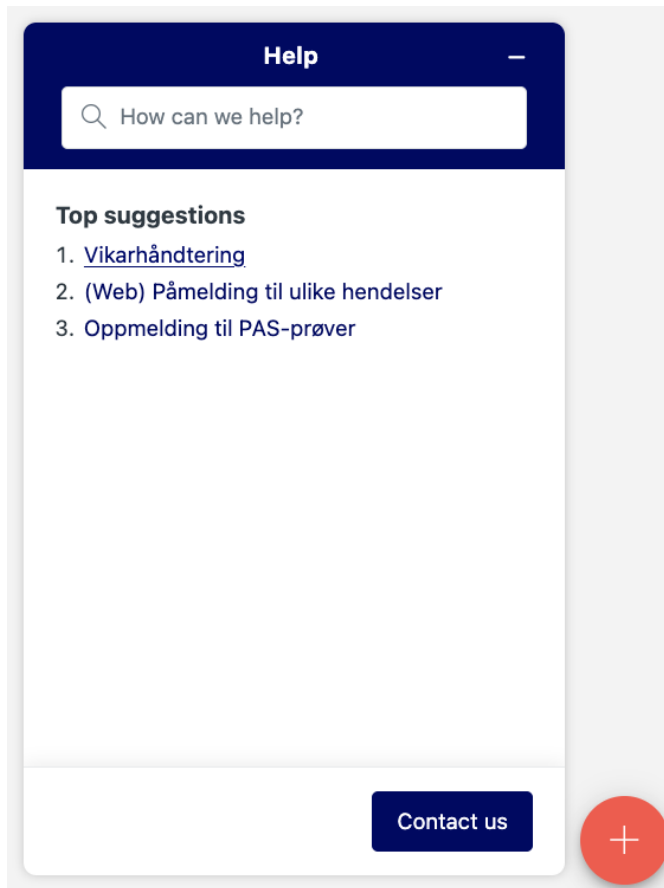 Help
How can we help?
Top suggestions
1. Vikarhåndtering
2. (Web) Påmelding til ulike hendelser
3. Oppmelding til PAS-prøver
Contact us